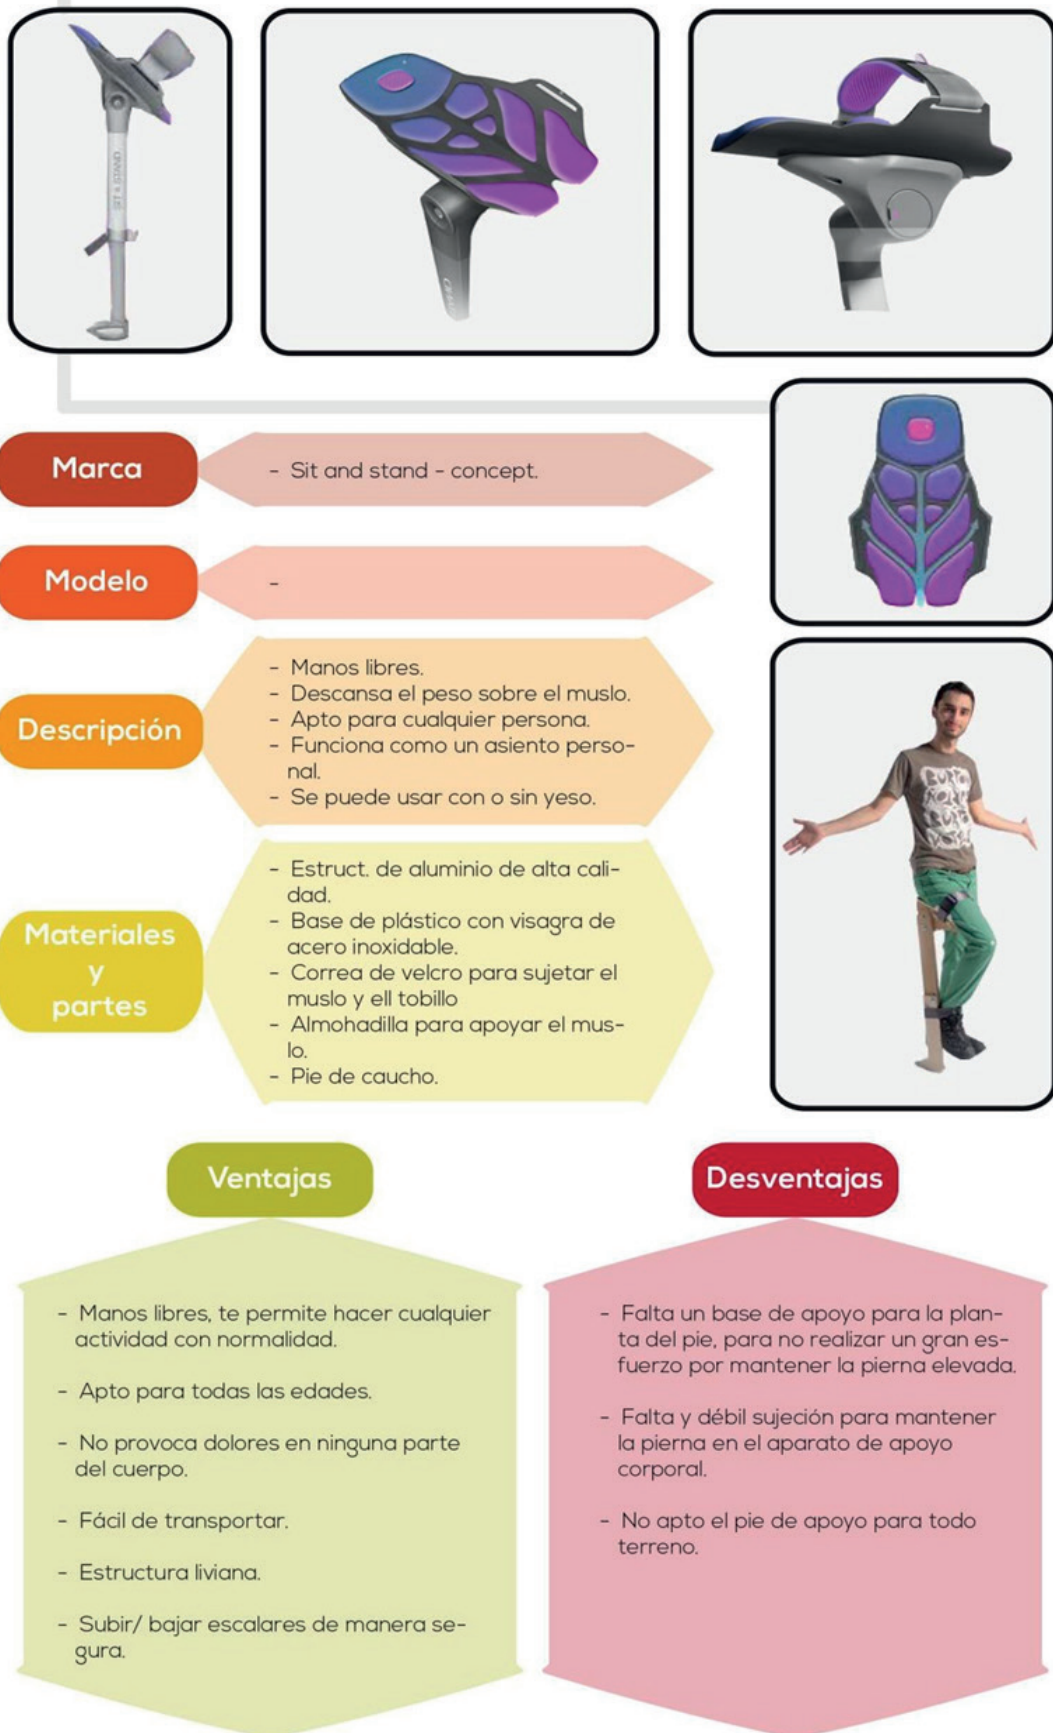 SIT & STAND
Marca
- Sit and stand - concept.
Modelo
-
Descripción
- Manos libres.
- Descansa el peso sobre el muslo.
- Apto para cualquier persona.
- Funciona como un asiento perso-
nal.
- Se puede usar con o sin yeso.
Materiales
y
partes
- Estruct. de aluminio de alta cali-
dad.
- Base de plástico con visagra de
acero inoxidable.
- Correa de velcro para sujetar el
muslo y ell tobillo
- Almohadilla para apoyar el mus-
lo.
- Pie de caucho.
Ventajas
- Manos libres, te permite hacer cualquier
actividad con normalidad.
- Apto para todas las edades.
- No provoca dolores en ninguna parte
del cuerpo.
- Fácil de transportar.
- Estructura liviana.
- Subir/ bajar escalares de manera se-
gura.
Desventajas
- Falta un base de apoyo para la plan-
ta del pie, para no realizar un gran es-
fuerzo por mantener la pierna elevada.
- Falta y débil sujeción para mantener
la pierna en el aparato de apoyo
corporal.
- No apto el pie de apoyo para todo
terreno.